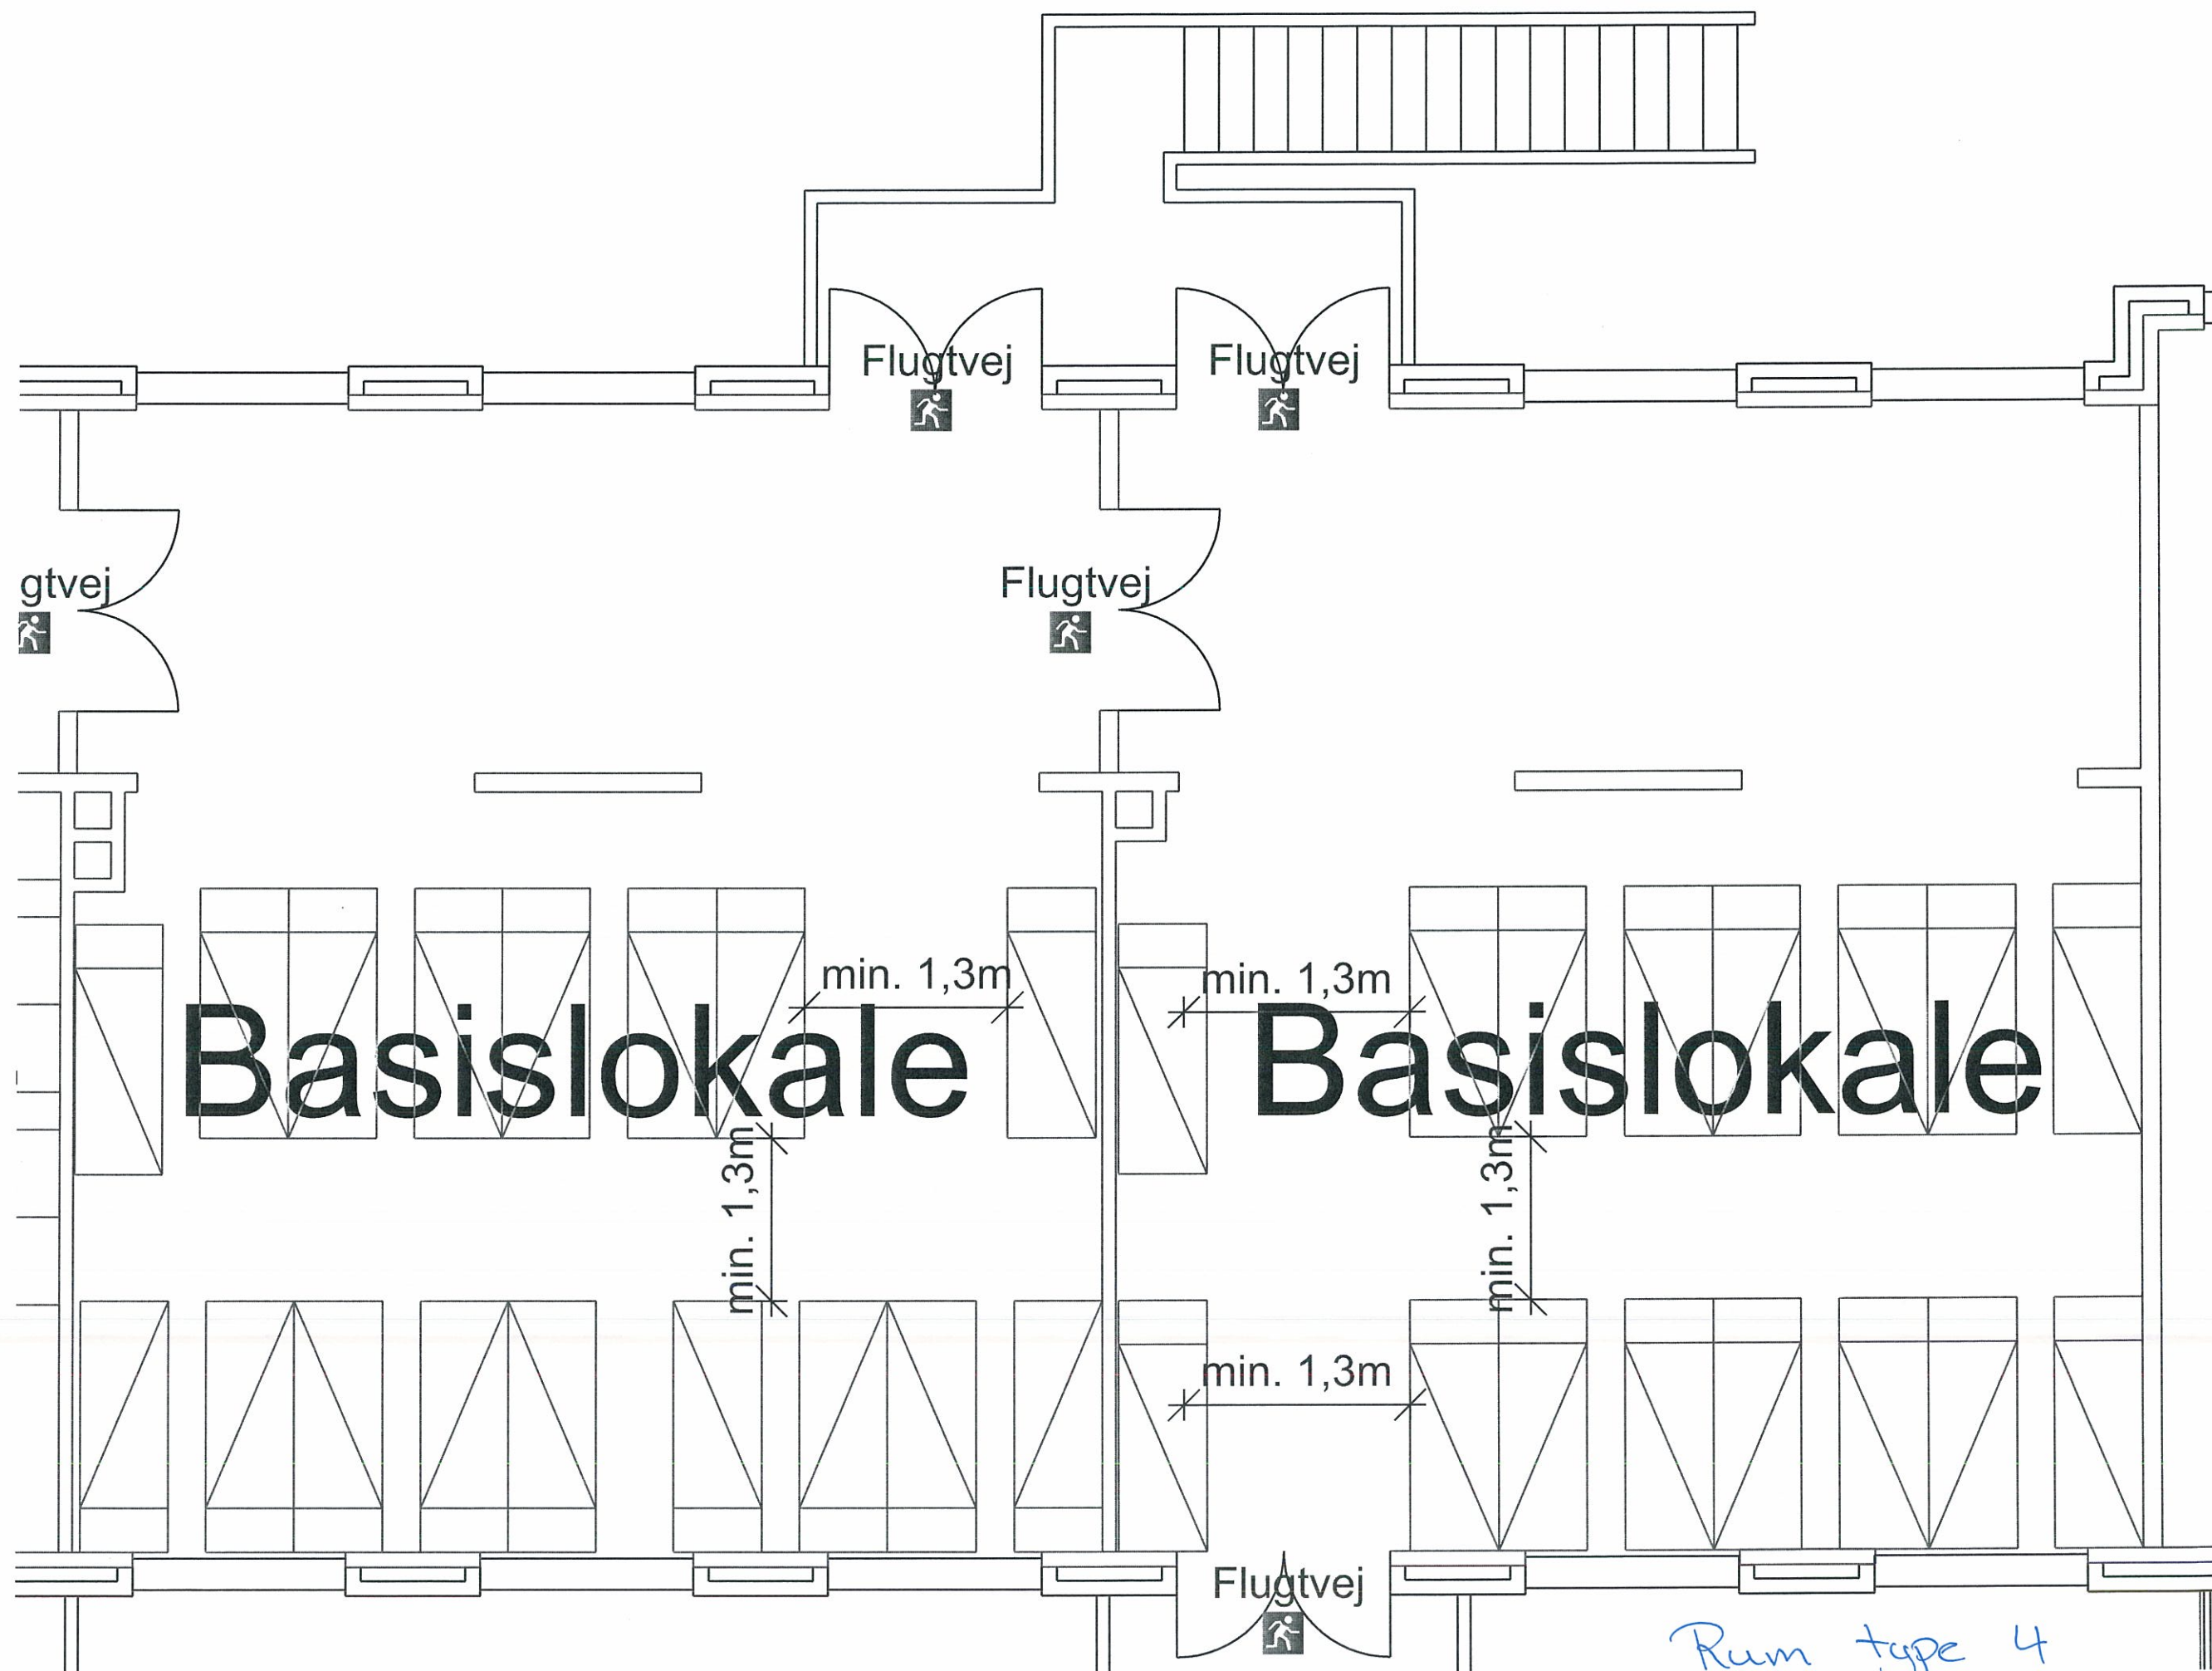 Flugtvej
Flugtvej
gtvej
Flugtvej
min. 1,3m
min. 1,3m
Basislokale
Basislokale
min. 1,3m
min. 1,3m
min. 1,3m
Flugtvej
Rum type 4